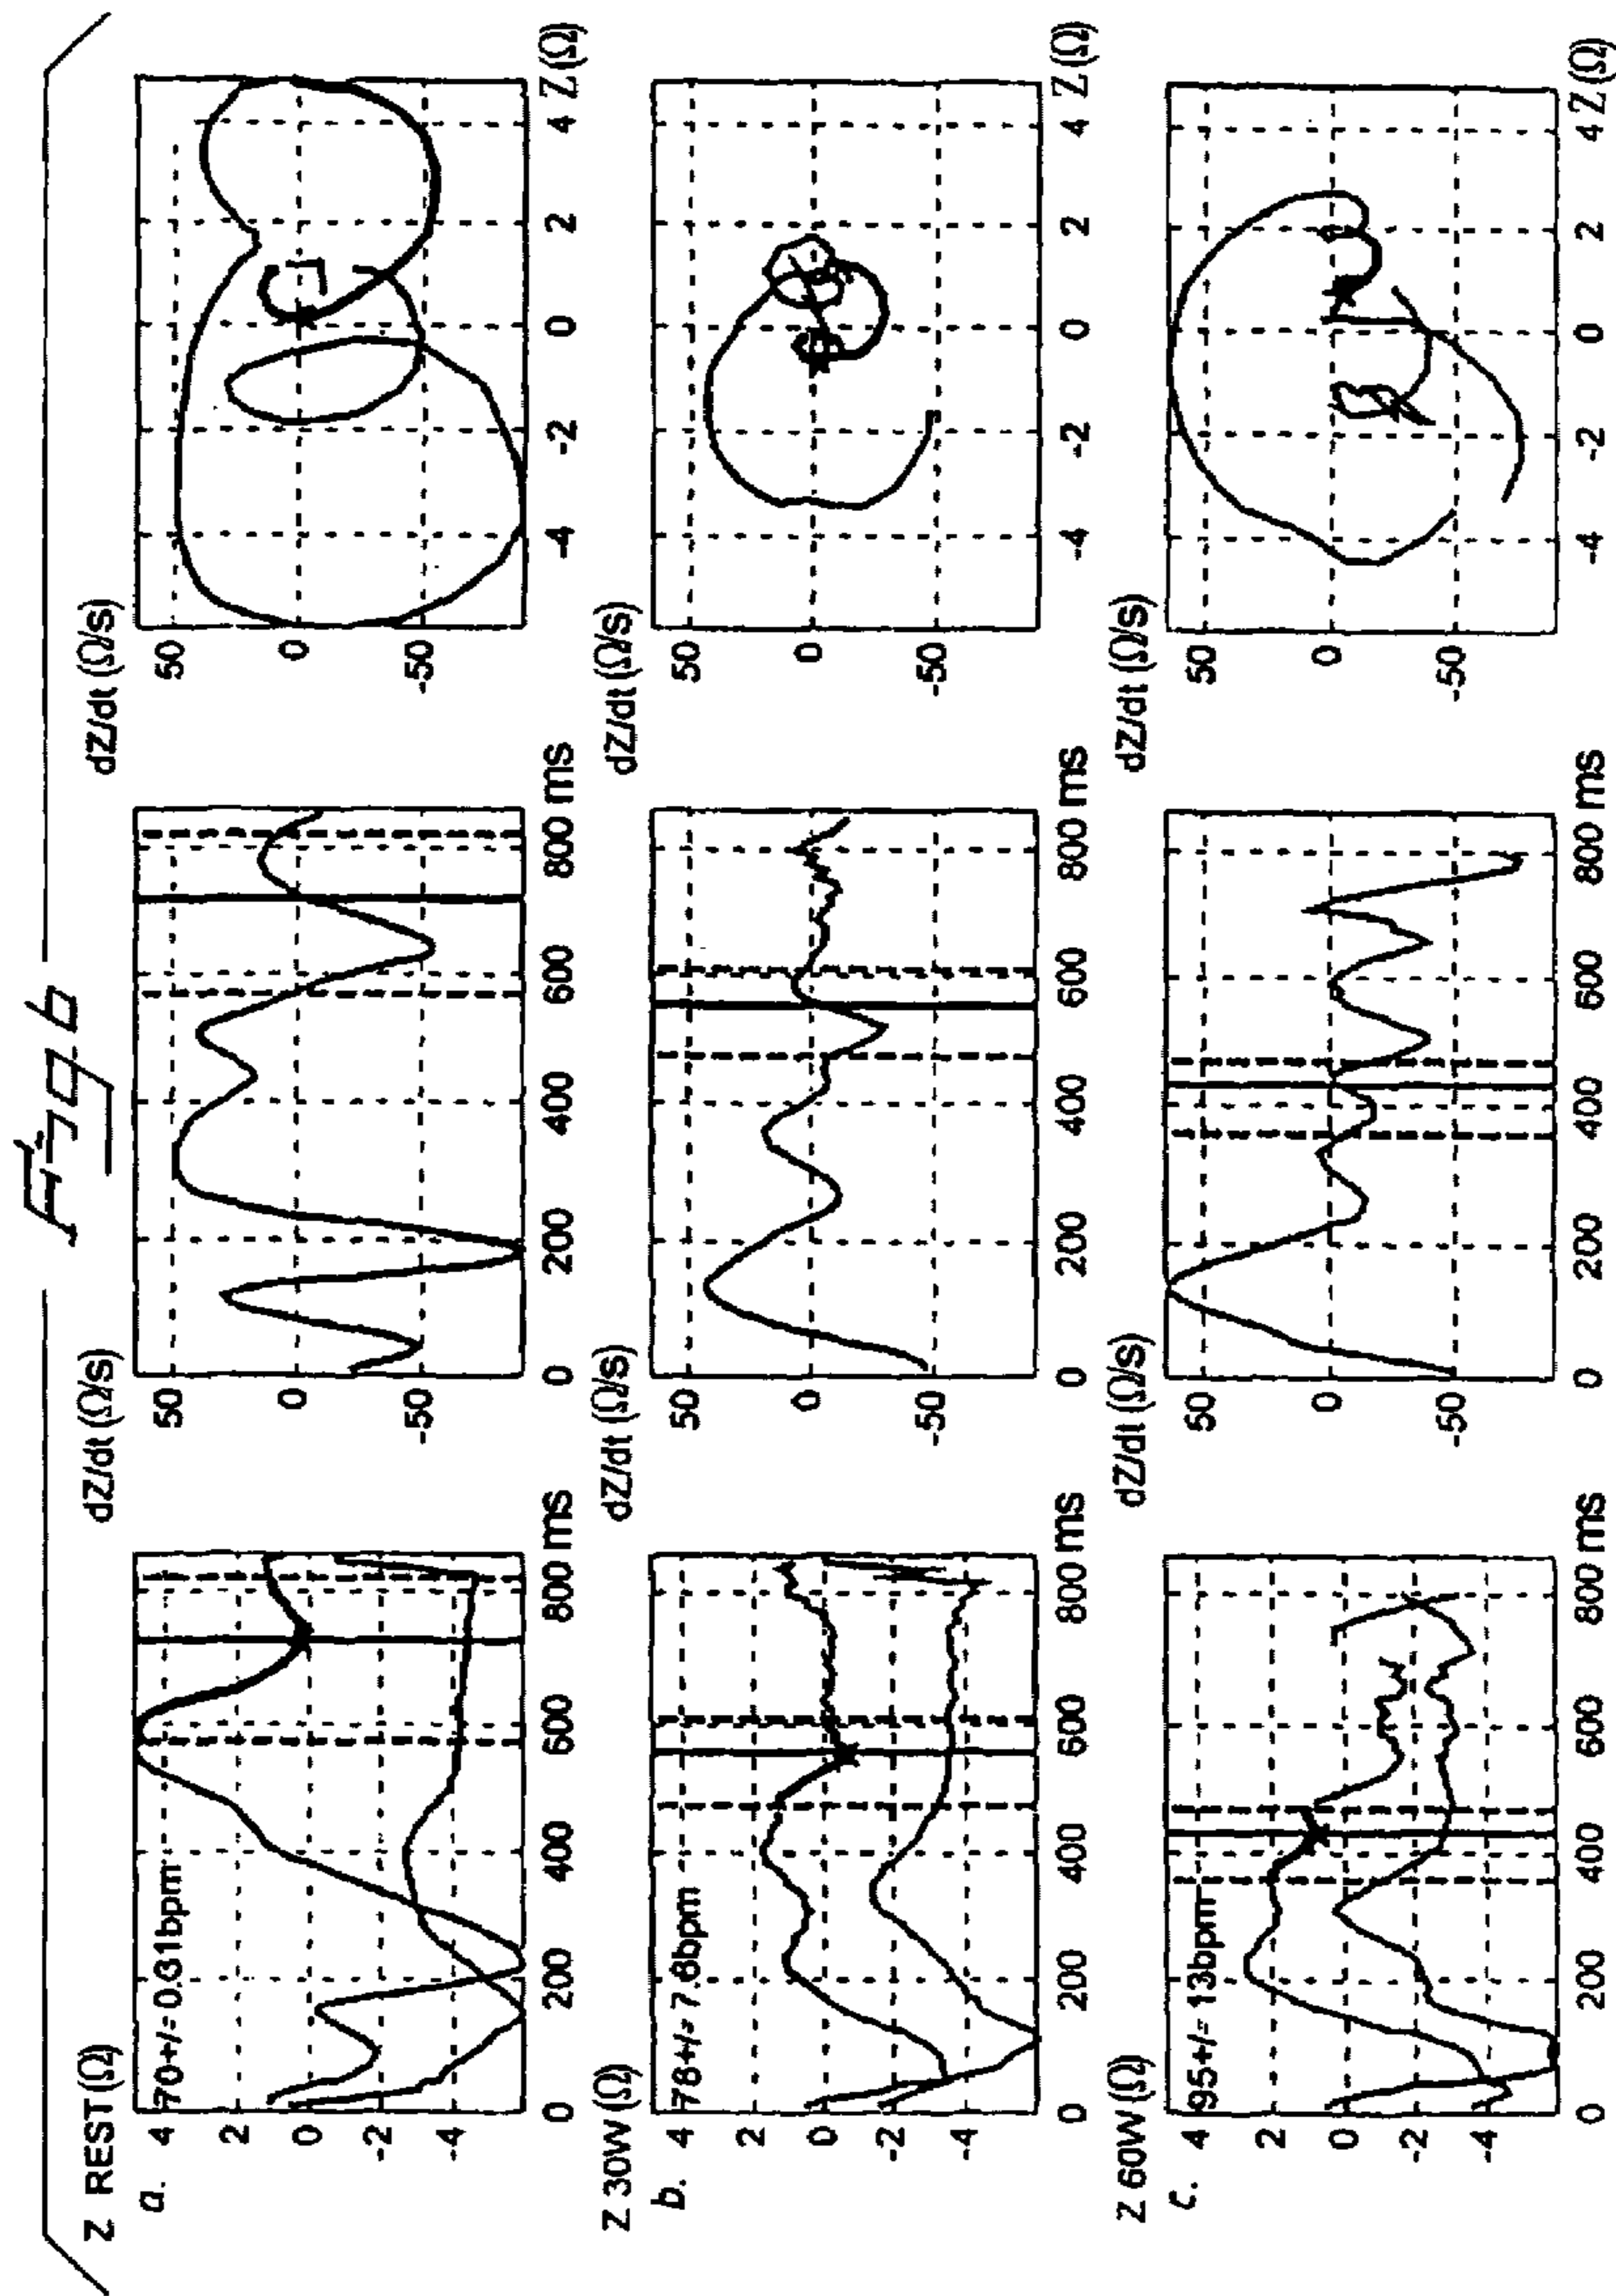 Fig 6
Z REST (Ω)
a.
70+/=0.31bpm
4
2
0
-2
-4
0 200 400 600 800 ms
dZ/dt (Ω/s)
50
0
-50
0 200 400 600 800 ms
dZ/dt (Ω/s)
50
0
-50
-4 -2 0 2 4 Z (Ω)
Z 30W (Ω)
b.
78+/=7.6bpm
4
2
0
-2
-4
0 200 400 600 800 ms
dZ/dt (Ω/s)
50
0
-50
0 200 400 600 800 ms
dZ/dt (Ω/s)
50
0
-50
-4 -2 0 2 4 Z (Ω)
Z 60W (Ω)
c.
95+/=13bpm
4
2
0
-2
-4
0 200 400 600 800 ms
dZ/dt (Ω/s)
50
0
-50
0 200 400 600 800 ms
dZ/dt (Ω/s)
50
0
-50
-4 -2 0 2 4 Z (Ω)